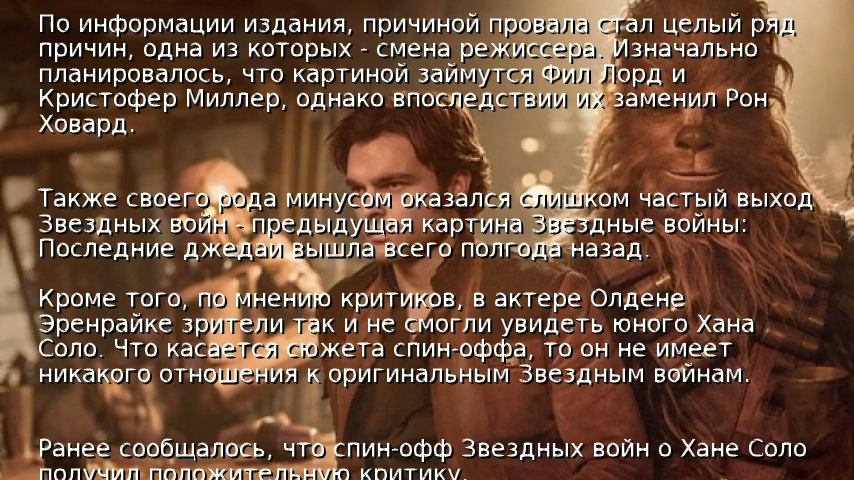 По информации издания, причиной провала стал целый ряд
причин, одна из которых - смена режиссера. Изначально
планировалось, что картиной займутся Фил Лорд и
Кристофер Миллер, однако впоследствии их заменил Рон
Ховард.
Также своего рода минусом оказался слишком частый выход
Звездных войн - предыдущая картина Звездные войны:
Последние джедаи вышла всего полгода назад.
Кроме того, по мнению критиков, в актере Олдене
Эренрайке зрители так и не смогли увидеть юного Хана
Соло. Что касается сюжета спин-оффа, то он не имеет
никакого отношения к оригинальным Звездным войнам.
Ранее сообщалось, что спин-офф Звездных войн о Хане Соло
получил положительную критику.